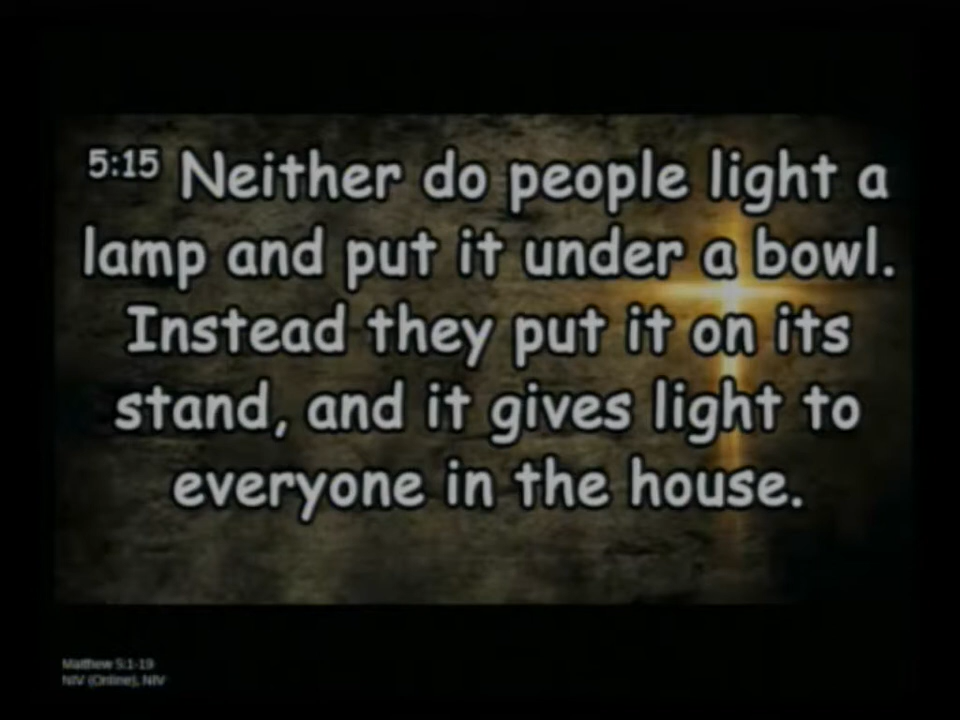 5:15 Neither do people light a
lamp and put it under a bowl.
Instead they put it on its
stand, and it gives light to
everyone in the house.
Matthew 5:1-19
NIV (Online), NIV